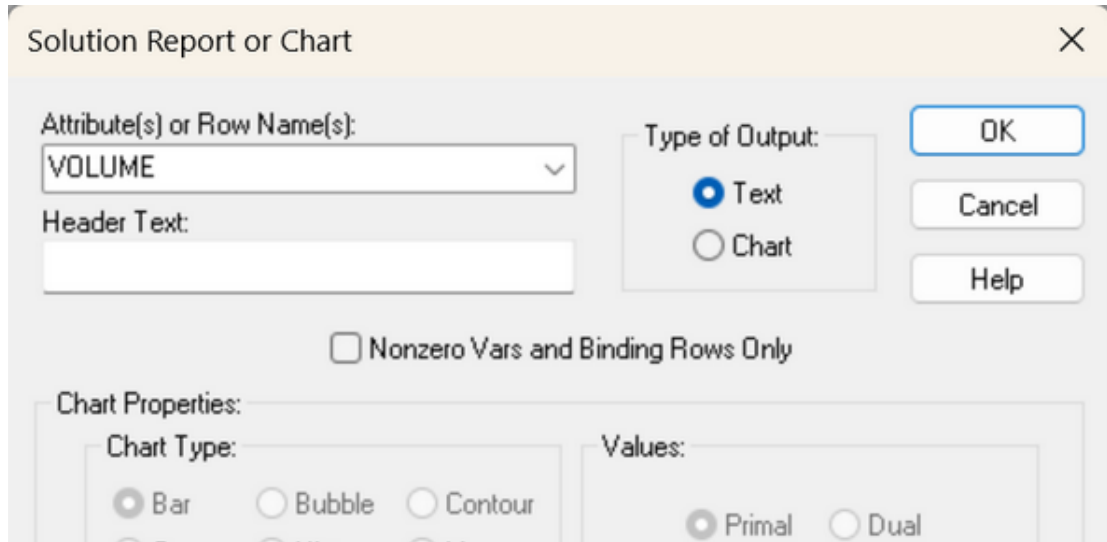 Solution Report or Chart
Attribute(s) or Row Name(s):
VOLUME
Header Text:
Type of Output:
Text
Chart
OK
Cancel
Help
Nonzero Vars and Binding Rows Only
Chart Properties:
Chart Type:
Bar Bubble Contour
Values:
Primal Dual